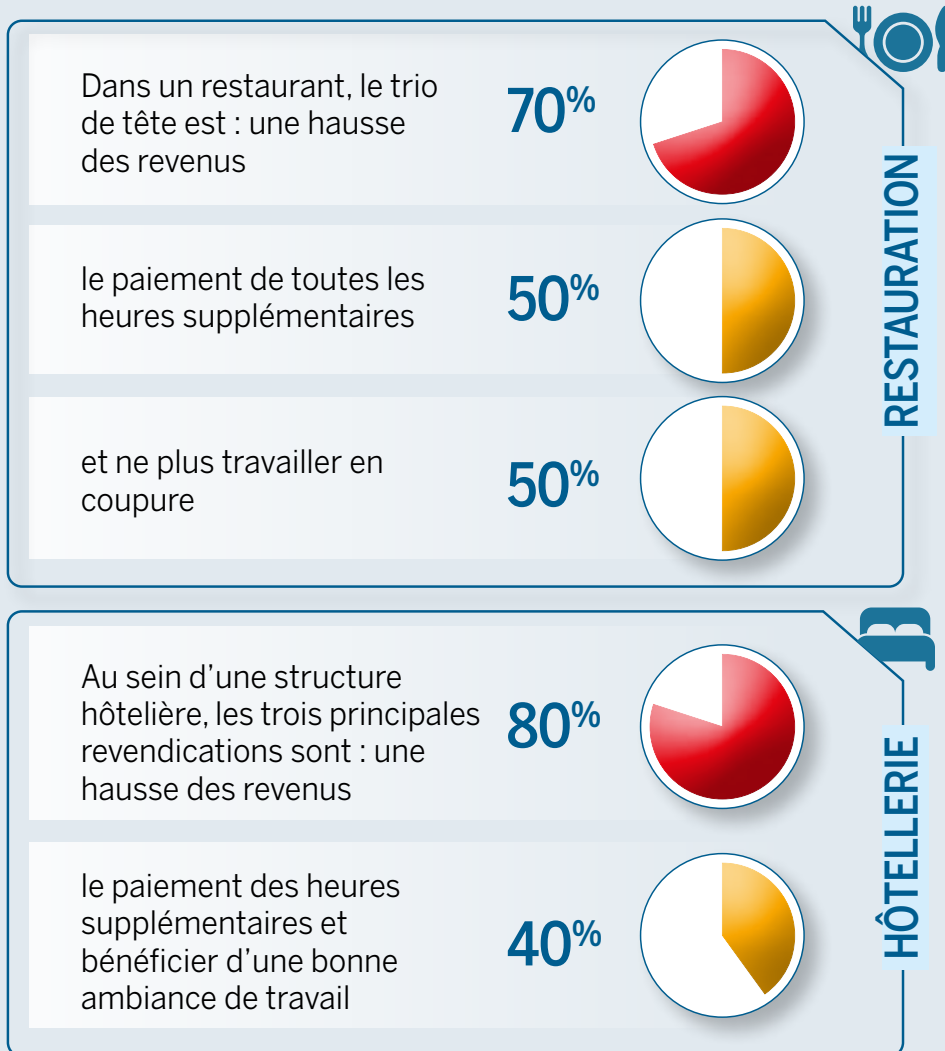 Dans un restaurant, le trio
de tête est : une hausse
des revenus
70%
le paiement de toutes les
heures supplémentaires
50%
et ne plus travailler en
coupure
50%
RESTAURATION
Au sein d'une structure
hôtelière, les trois principales
revendications sont : une
hausse des revenus
80%
le paiement des heures
supplémentaires et
bénéficier d'une bonne
ambiance de travail
40%
HÔTELLERIE